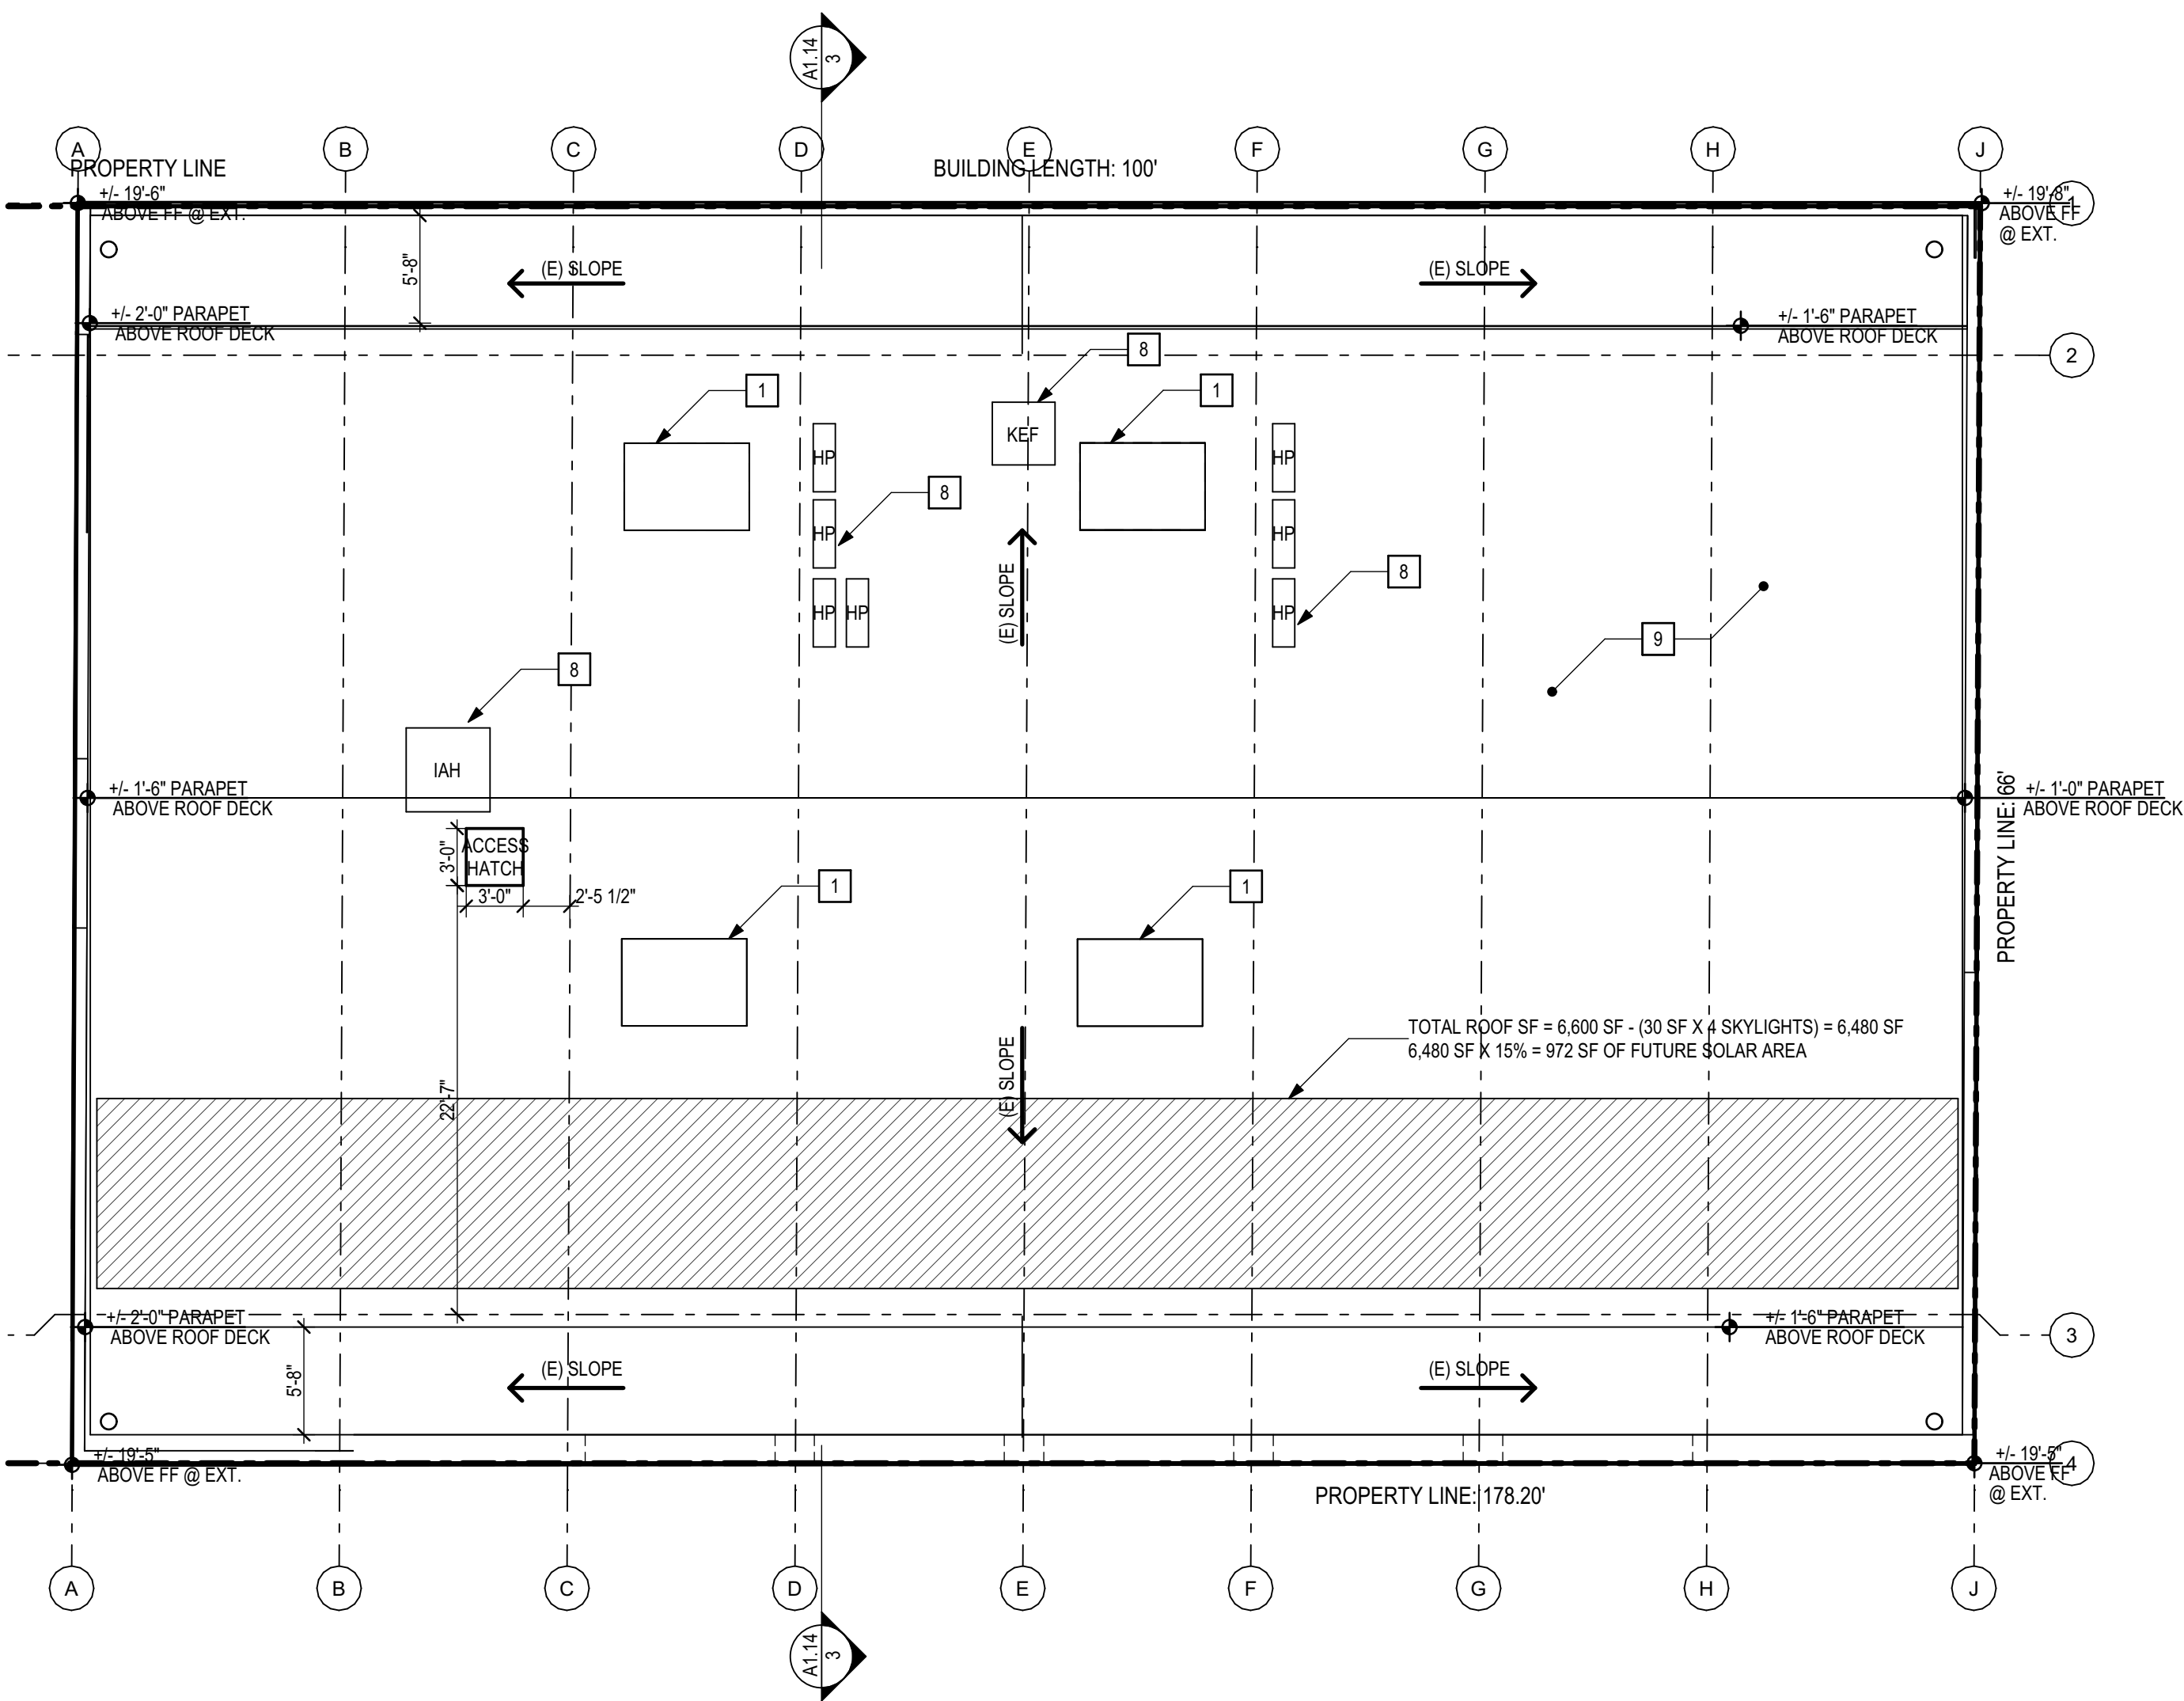 A1.14
3
A
B
C
D
E
F
G
H
J
PROPERTY LINE
BUILDING LENGTH: 100'
+/- 19'-6"
ABOVE FF @ EXT.
+/- 19'-8"
ABOVE FF
@ EXT.
1
5'-8"
(E) SLOPE
(E) SLOPE
+/- 2'-0" PARAPET
ABOVE ROOF DECK
+/- 1'-6" PARAPET
ABOVE ROOF DECK
2
8
1
1
KEF
HP
HP
8
HP
HP
8
(E) SLOPE
HP
HP
HP
9
8
IAH
+/- 1'-6" PARAPET
ABOVE ROOF DECK
+/- 1'-0" PARAPET
ABOVE ROOF DECK
PROPERTY LINE: 66'
ACCESS
HATCH
3'-0"
3'-0"
2'-5 1/2"
1
1
TOTAL ROOF SF = 6,600 SF - (30 SF X 4 SKYLIGHTS) = 6,480 SF
6,480 SF X 15% = 972 SF OF FUTURE SOLAR AREA
(E) SLOPE
22'-7"
+/- 2'-0" PARAPET
ABOVE ROOF DECK
+/- 1'-6" PARAPET
ABOVE ROOF DECK
3
(E) SLOPE
(E) SLOPE
5'-8"
+/- 19'-5"
ABOVE FF @ EXT.
+/- 19'-5"
ABOVE FF
@ EXT.
4
PROPERTY LINE: 178.20'
A
B
C
D
E
F
G
H
J
A1.14
3